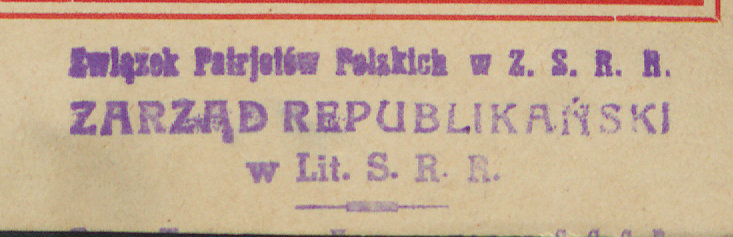 Związek Patrjotów Polskich w Z. S. R. R.
ZARZĄD REPUBLIKAŃSKI
w Lit. S. R. R.